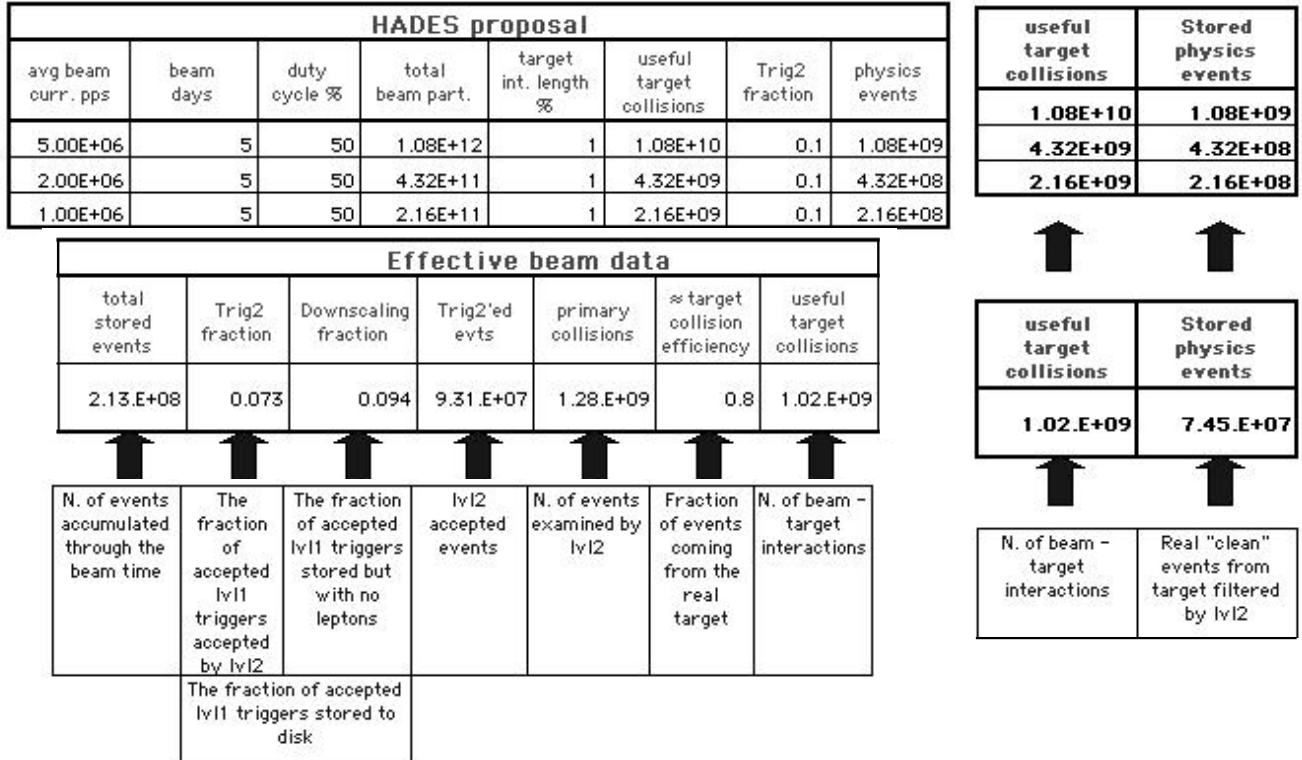 HADES proposal
avg beam curr. pps | beam days | duty cycle % | total beam part. | target int. length % | useful target collisions | Trig2 fraction | physics events
5.00E+06 | 5 | 50 | 1.08E+12 | 1 | 1.08E+10 | 0.1 | 1.08E+09
2.00E+06 | 5 | 50 | 4.32E+11 | 1 | 4.32E+09 | 0.1 | 4.32E+08
1.00E+06 | 5 | 50 | 2.16E+11 | 1 | 2.16E+09 | 0.1 | 2.16E+08
useful target collisions | Stored physics events
1.08E+10 | 1.08E+09
4.32E+09 | 4.32E+08
2.16E+09 | 2.16E+08
Effective beam data
total stored events | Trig2 fraction | Downscaling fraction | Trig2'ed evts | primary collisions | ≈ target collision efficiency | useful target collisions
2.13.E+08 | 0.073 | 0.094 | 9.31.E+07 | 1.28.E+09 | 0.8 | 1.02.E+09
N. of events accumulated through the beam time | The fraction of accepted lvl1 triggers accepted by lvl2 | The fraction of accepted lvl1 triggers stored but with no leptons | lvl2 accepted events | N. of events examined by lvl2 | Fraction of events coming from the real target | N. of beam - target interactions
The fraction of accepted lvl1 triggers stored to disk
useful target collisions | Stored physics events
1.02.E+09 | 7.45.E+07
N. of beam - target interactions | Real "clean" events from target filtered by lvl2